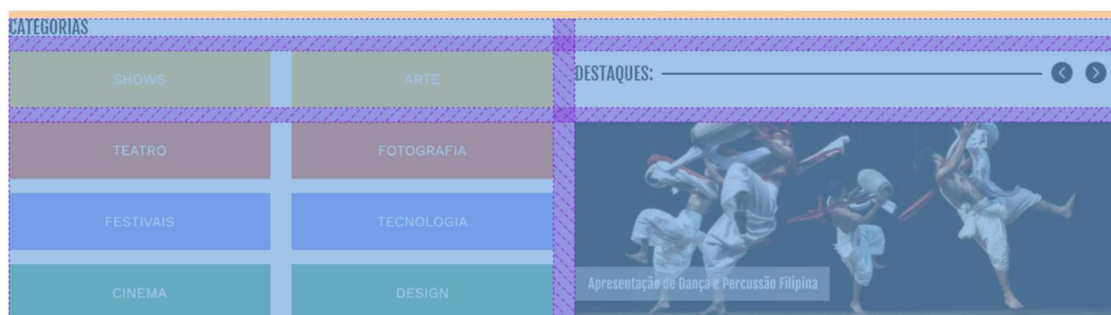 CATEGORIAS
SHOWS
ARTE
TEATRO
FOTOGRAFIA
FESTIVAIS
TECNOLOGIA
CINEMA
DESIGN
DESTAQUES:
Apresentação de Dança e Percussão Filipina